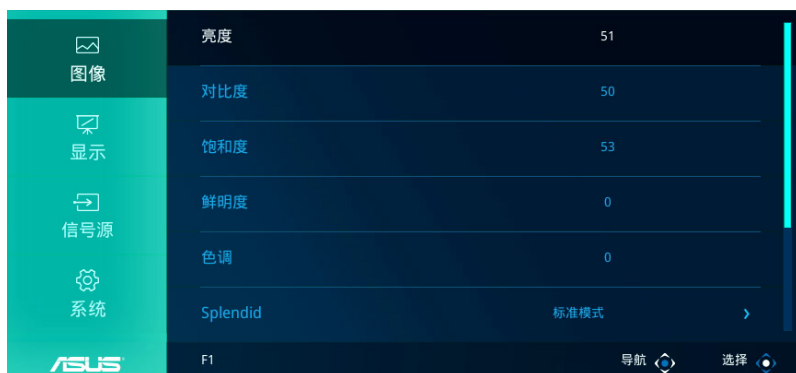 图像
显示
信号源
系统
ASUS
亮度 51
对比度 50
饱和度 53
鲜明度 0
色调 0
Splendid 标准模式
F1 导航 选择